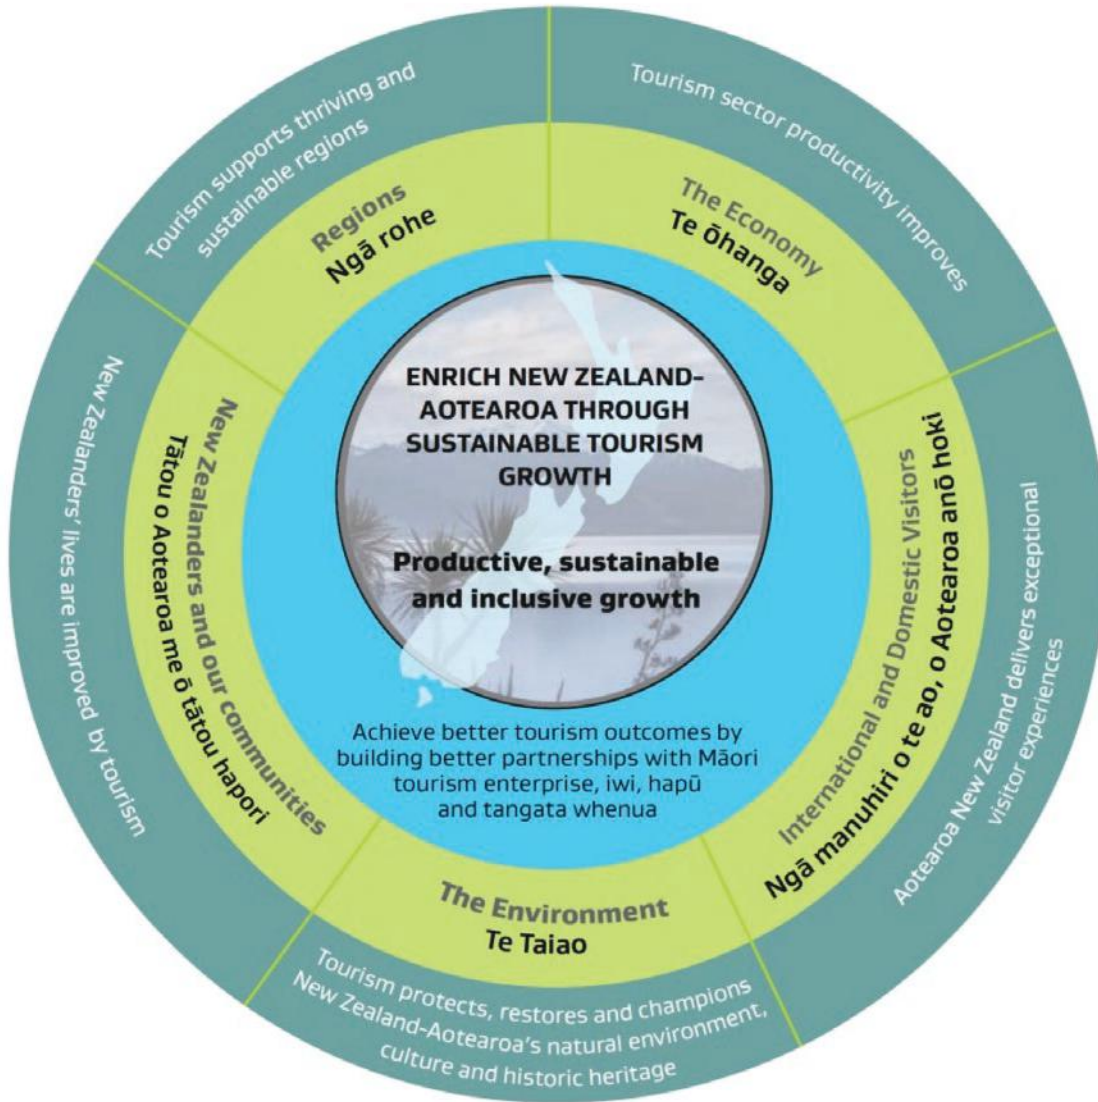 Tourism supports thriving and
sustainable regions
Regions
Ngā rohe
Tourism sector productivity improves
The Economy
Te ōhanga
ENRICH NEW ZEALAND-
AOTEAROA THROUGH
SUSTAINABLE TOURISM
GROWTH
Productive, sustainable
and inclusive growth
Achieve better tourism outcomes by
building better partnerships with Māori
tourism enterprise, iwi, hapū
and tangata whenua
International and Domestic Visitors
Ngā manuhiri o te ao, o Aotearoa anō hoki
Aotearoa New Zealand delivers exceptional
visitor experiences
The Environment
Te Taiao
Tourism protects, restores and champions
New Zealand-Aotearoa's natural environment,
culture and historic heritage
New Zealanders and our communities
Tātou o Aotearoa me ō tātou hapori
New Zealanders' lives are improved by tourism